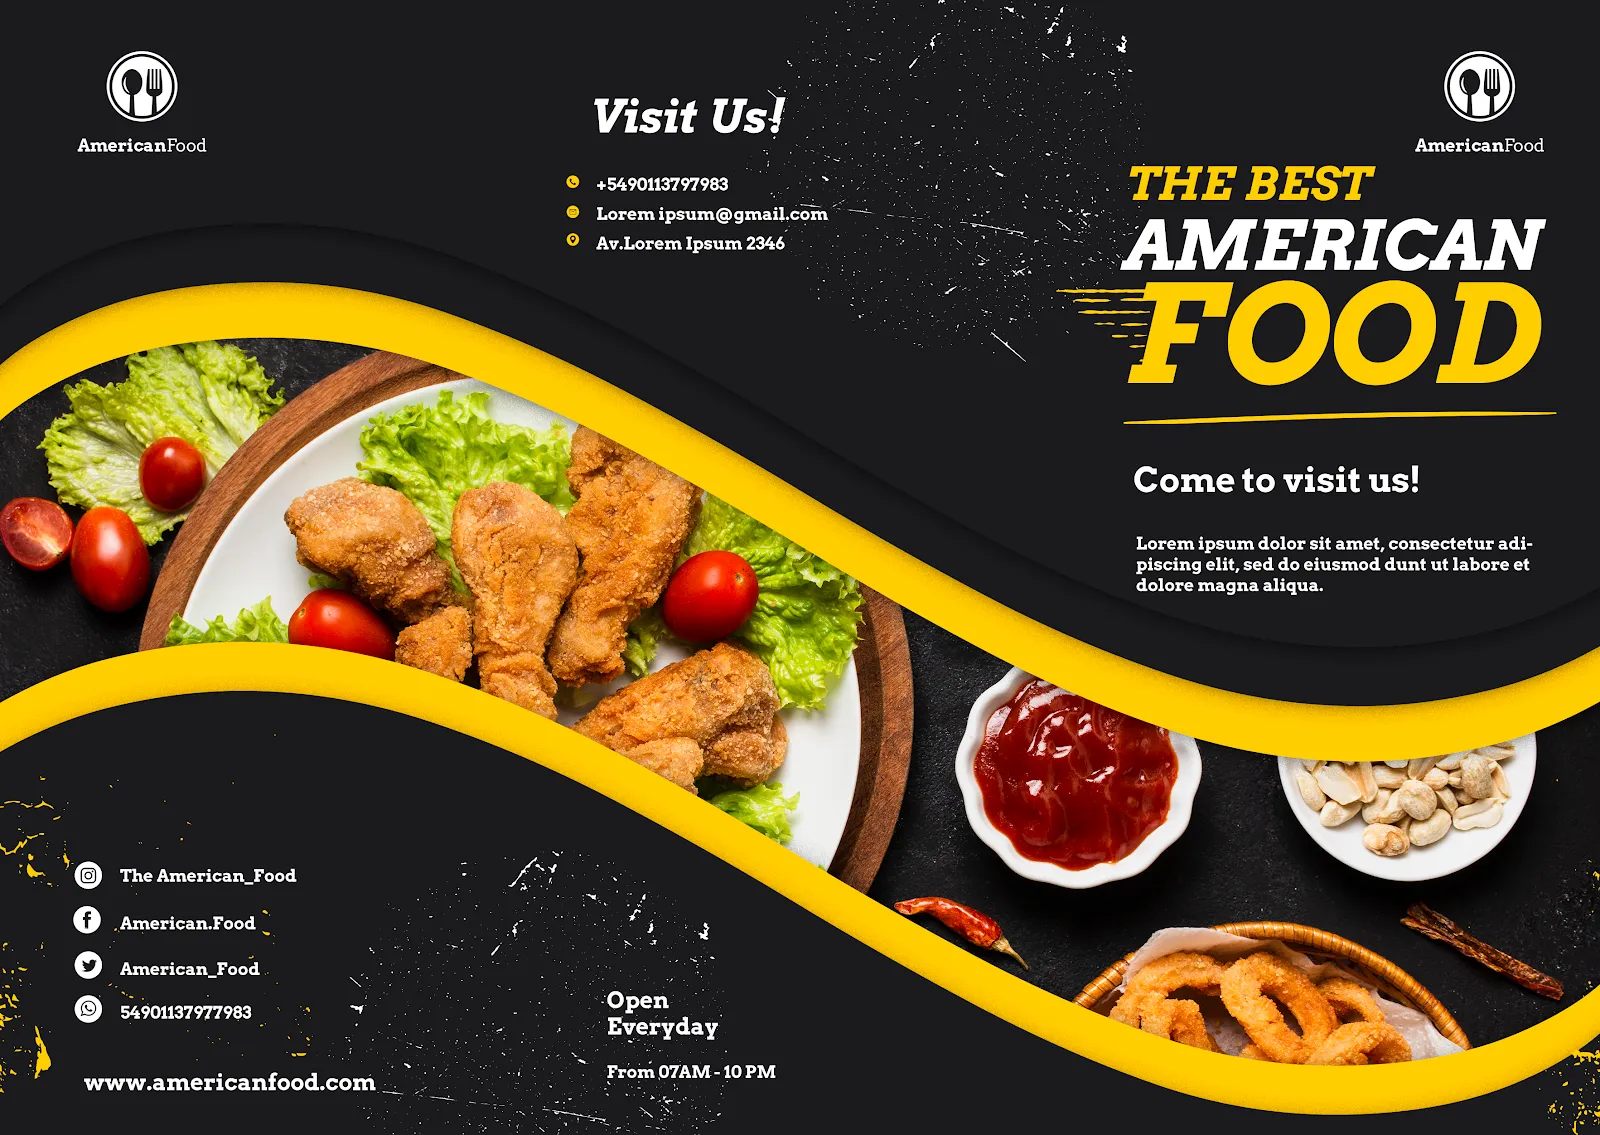 AmericanFood
Visit Us!
+5490113797983
Lorem ipsum@gmail.com
Av.Lorem Ipsum 2346
AmericanFood
THE BEST
AMERICAN
FOOD
Come to visit us!
Lorem ipsum dolor sit amet, consectetur adi-
piscing elit, sed do eiusmod dunt ut labore et
dolore magna aliqua.
The American_Food
American.Food
American_Food
54901137977983
www.americanfood.com
Open
Everyday
From 07AM - 10 PM